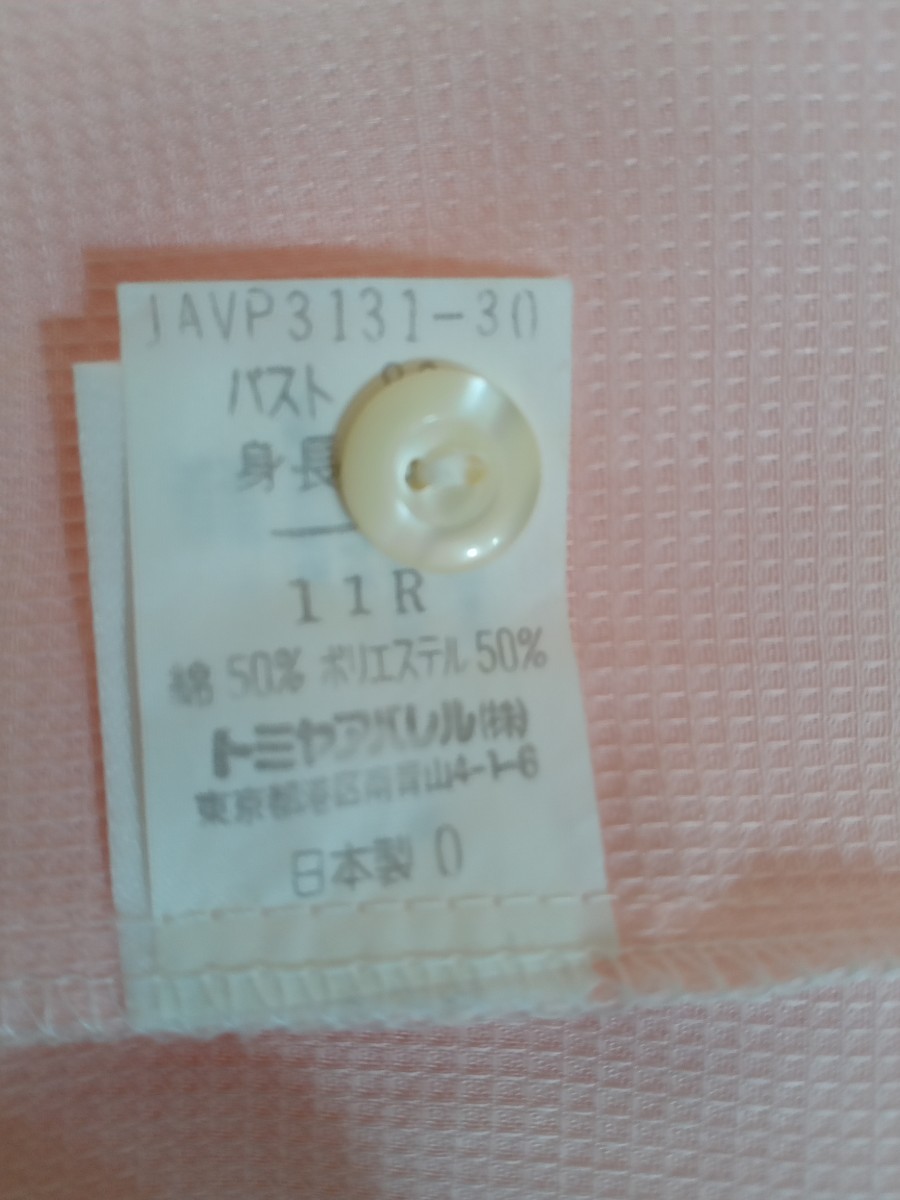 JAVP3131-30
バスト
身長
11R
綿 50% ポリエステル 50%
トミヤアパレル(株)
東京都港区南青山4-1-6
日本製 0